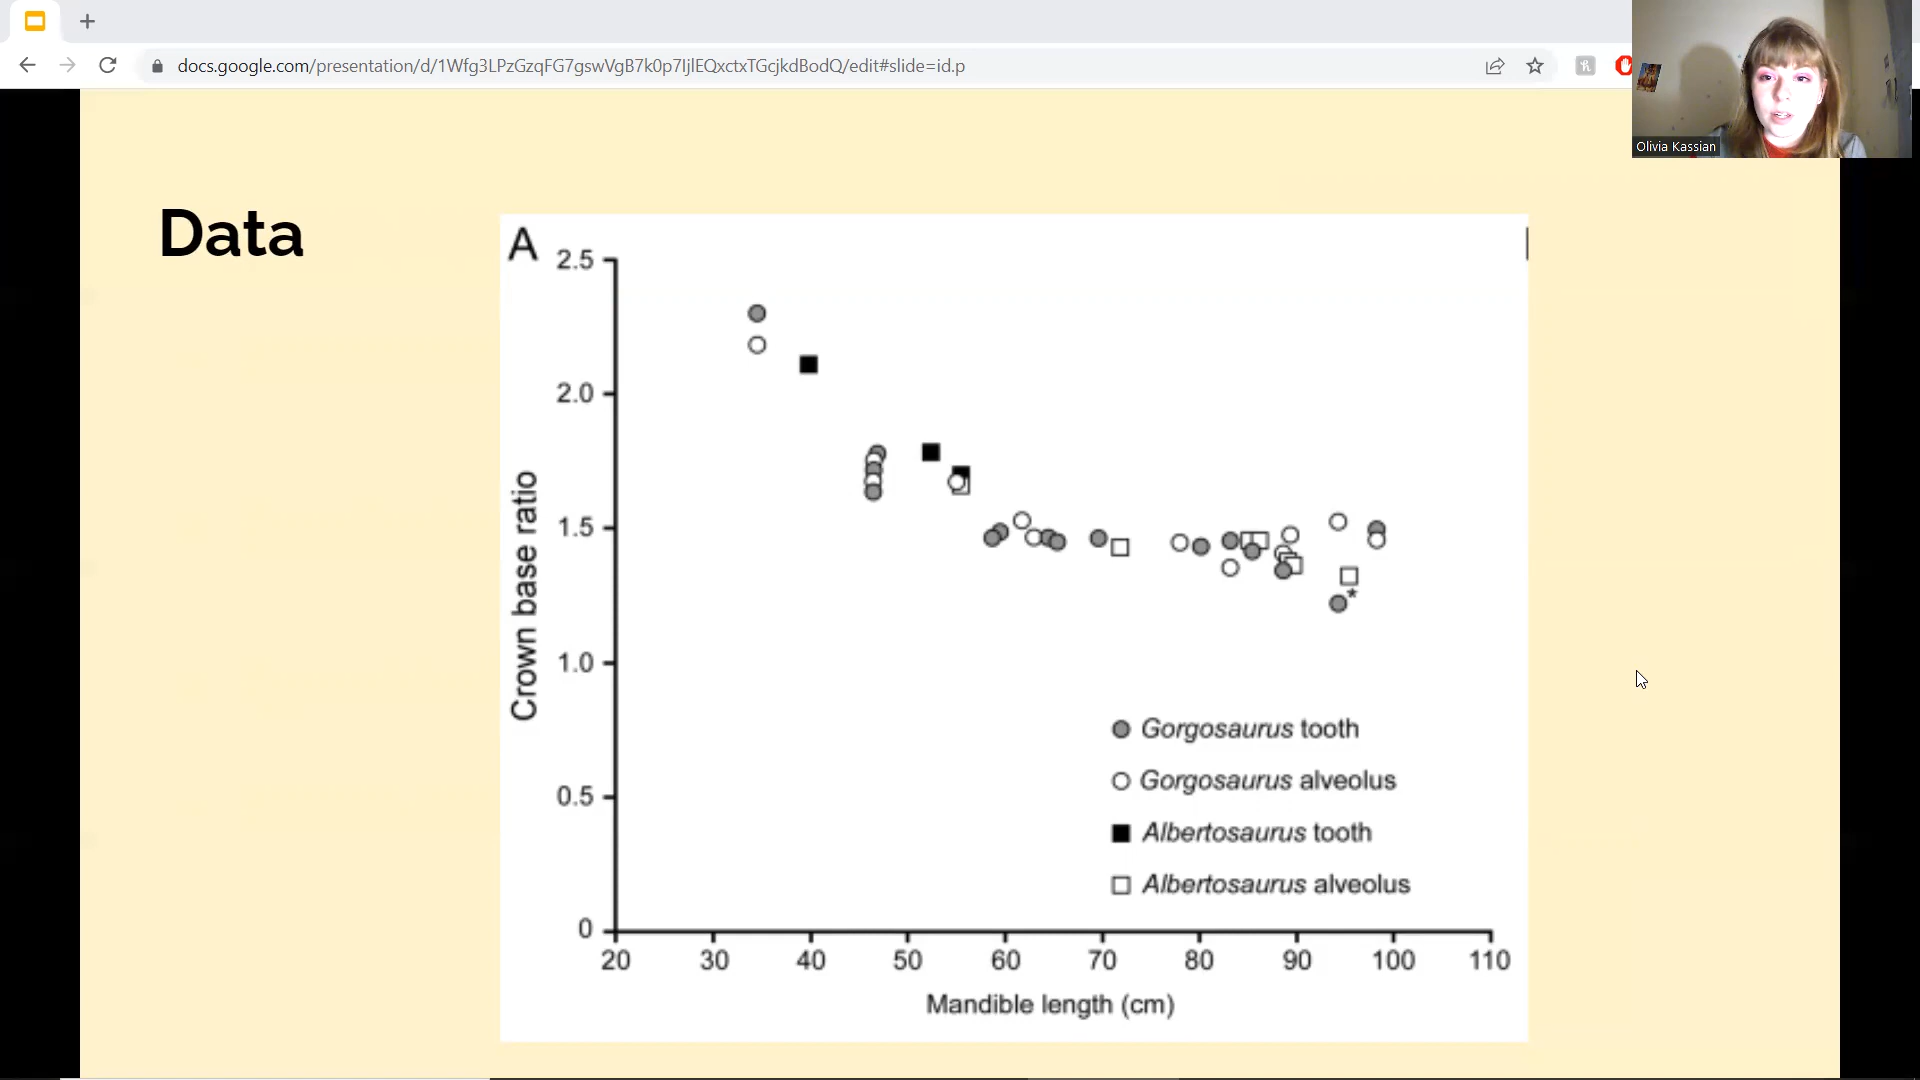 docs.google.com/presentation/d/1Wfg3LPzGzqFG7gswVgB7k0p7IjlEQxctxTGcjkdBodQ/edit#slide=id.p
Olivia Kassian
Data
A
2.5
2.0
1.5
1.0
0.5
0
Crown base ratio
*
Gorgosaurus tooth
Gorgosaurus alveolus
Albertosaurus tooth
Albertosaurus alveolus
20 30 40 50 60 70 80 90 100 110
Mandible length (cm)